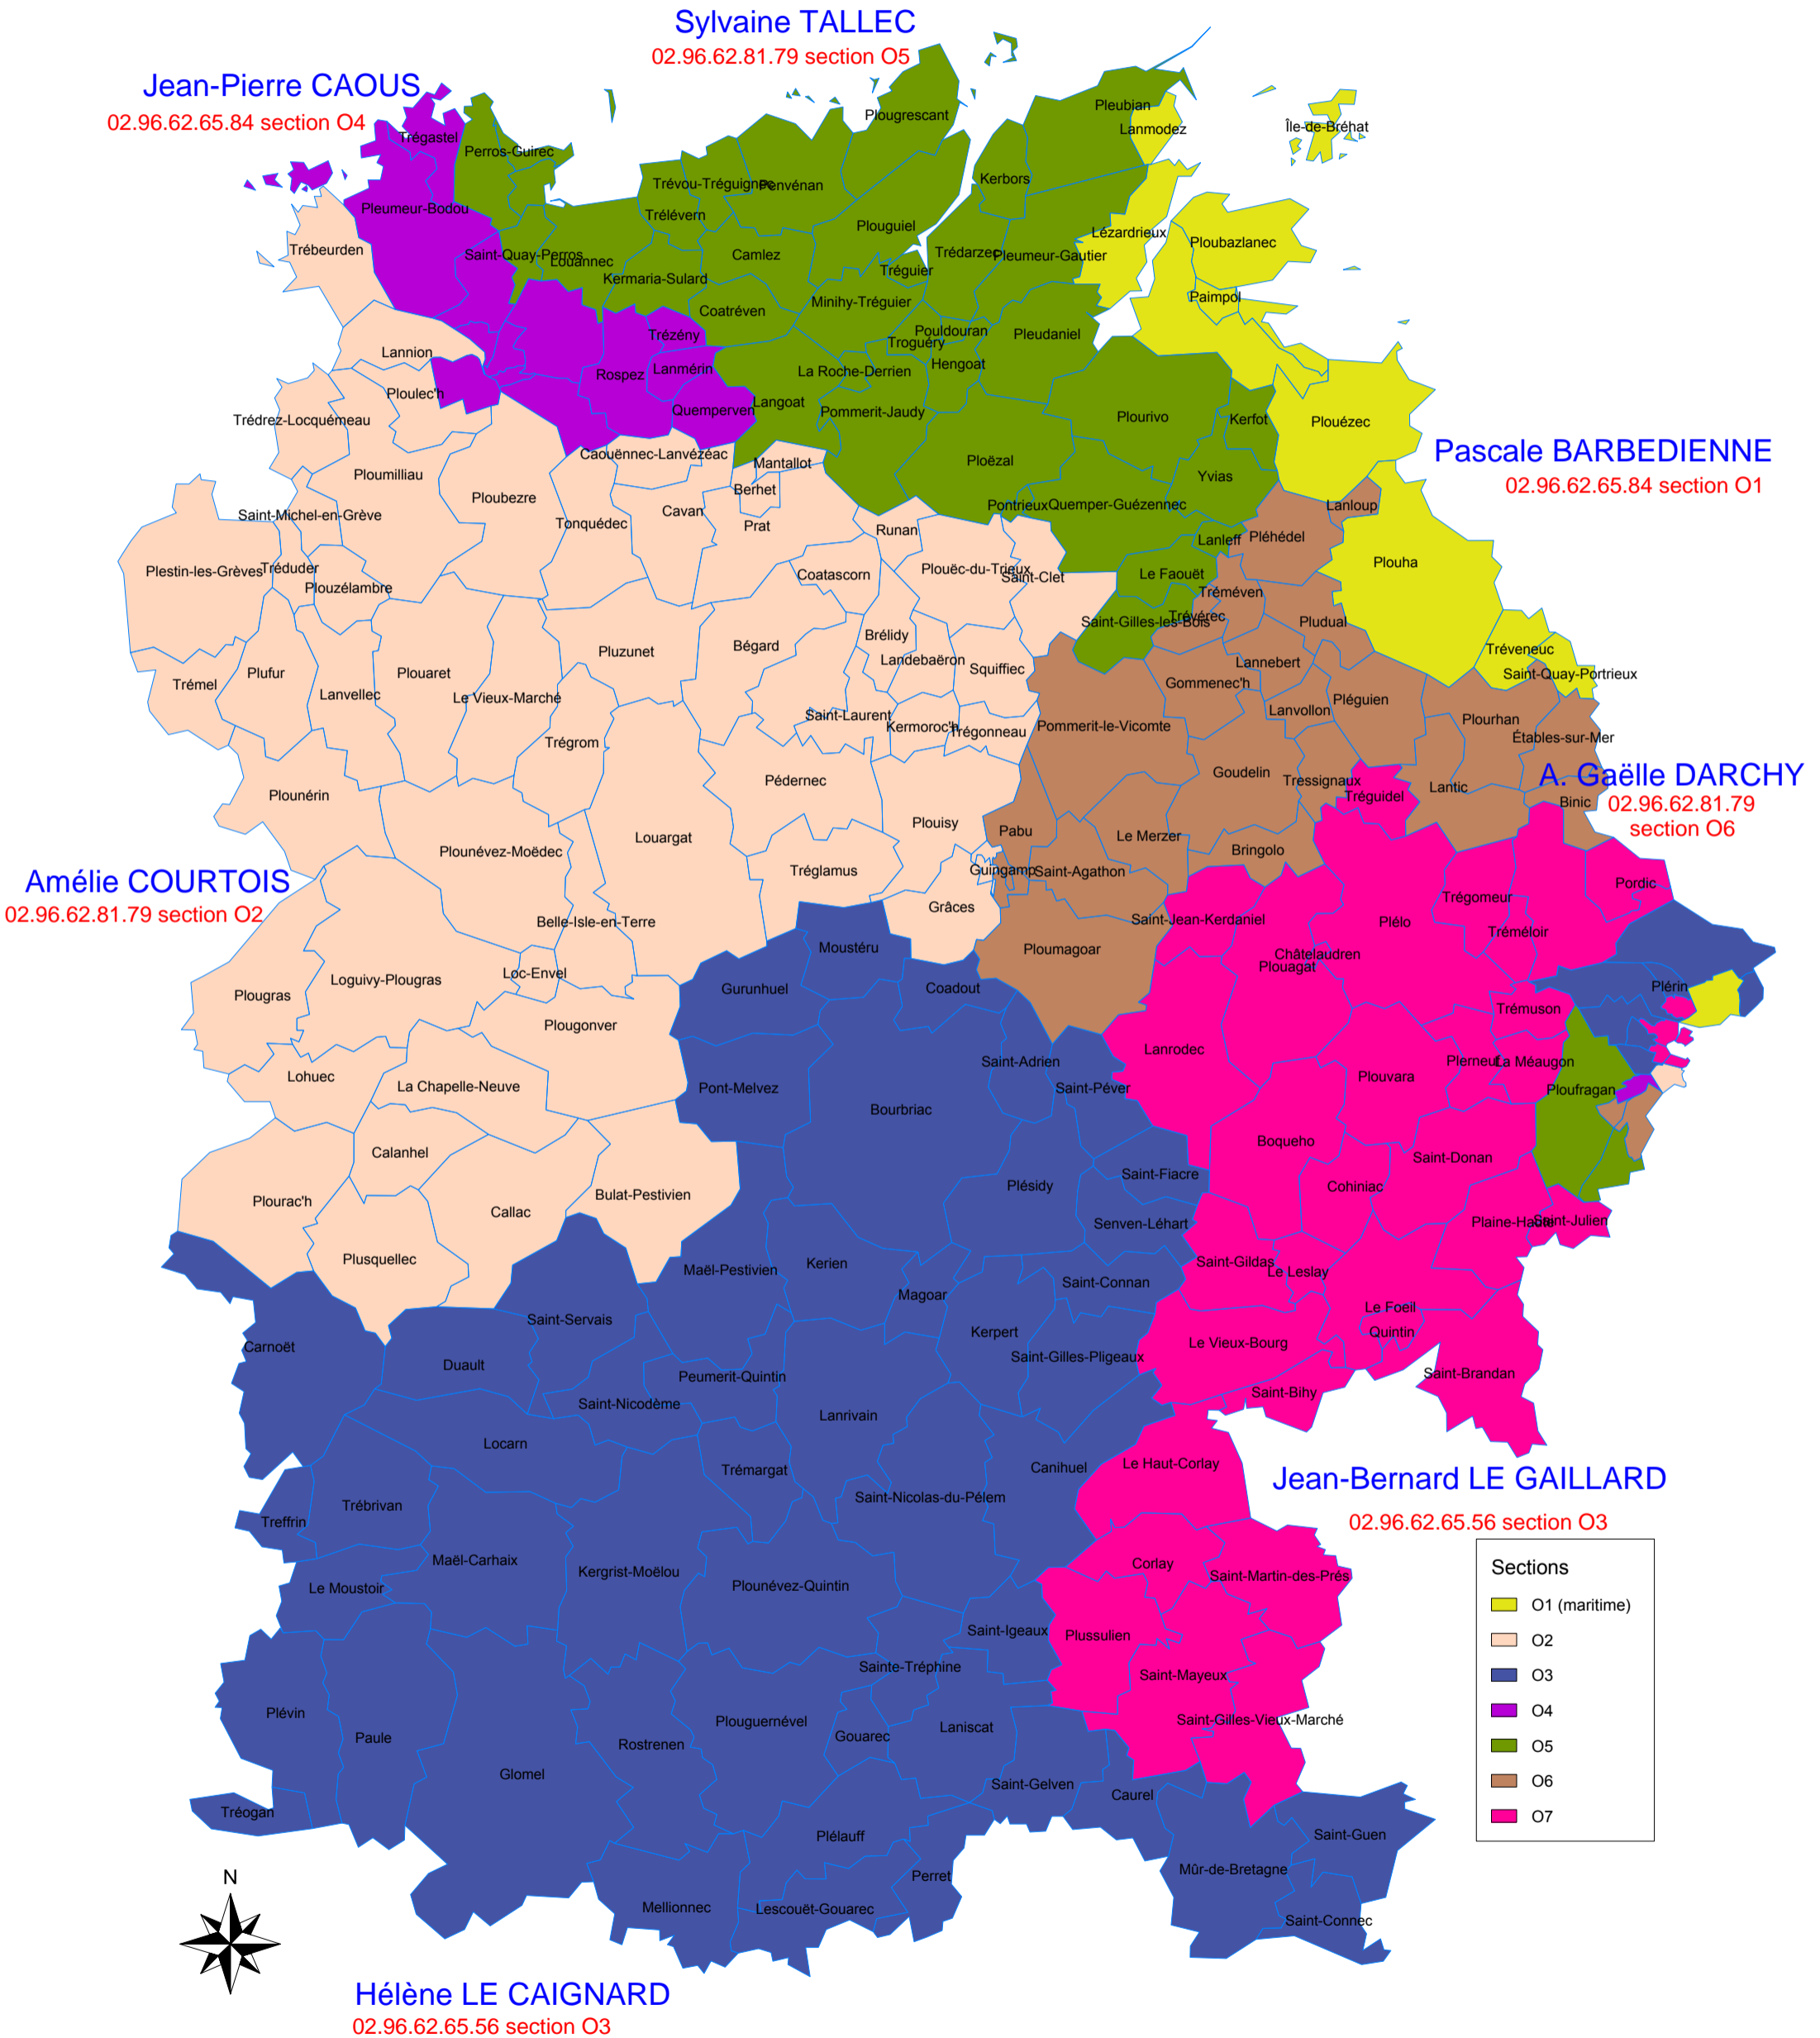 Sylvaine TALLEC
02.96.62.81.79 section O5
Jean-Pierre CAOUS
02.96.62.65.84 section O4
Plougrescant
Pleubian
Lanmodez
Île-de-Bréhat
Trégastel
Perros-Guirec
Trévou-Tréguignec
Penvénan
Kerbors
Pleumeur-Bodou
Trélévern
Plouguiel
Lézardrieux
Ploubazlanec
Trébeurden
Saint-Quay-Perros
Louannec
Camlez
Trédarzec
Pleumeur-Gautier
Kermaria-Sulard
Tréguier
Minihy-Tréguier
Paimpol
Coatréven
Trézény
Pouldouran
Troguéry
Pleudaniel
Lannion
Rospez
Lanmérin
La Roche-Derrien
Hengoat
Ploulec'h
Quemperven
Langoat
Pommerit-Jaudy
Plourivo
Kerfot
Plouézec
Trédrez-Locquémeau
Pascale BARBEDIENNE
02.96.62.65.84 section O1
Caouënnec-Lanvézéac
Mantallot
Ploëzal
Ploumilliau
Ploubezre
Berhet
Yvias
Saint-Michel-en-Grève
Tonquédec
Cavan
Prat
Runan
Pontrieux
Quemper-Guézennec
Lanloup
Lanleff
Pléhédel
Plouha
Plestin-les-Grèves
Tréduder
Plouzélambre
Coatascorn
Plouëc-du-Trieux
Saint-Clet
Le Faouët
Tréméven
Trévérec
Saint-Gilles-les-Bois
Pludual
Brélidy
Bégard
Pluzunet
Landebaëron
Squiffiec
Lannebert
Tréveneuc
Saint-Quay-Portrieux
Trémel
Plufur
Lanvellec
Plouaret
Le Vieux-Marché
Gommenec'h
Lanvollon
Pléguien
Saint-Laurent
Kermoroc'h
Trégonneau
Pommerit-le-Vicomte
Plourhan
Étables-sur-Mer
Trégrom
Goudelin
Tressignaux
A. Gaëlle DARCHY
02.96.62.81.79
section O6
Plounérin
Pédernec
Tréguidel
Lantic
Binic
Plouisy
Pabu
Le Merzer
Louargat
Plounévez-Moëdec
Bringolo
Tréglamus
Guingamp
Saint-Agathon
Amélie COURTOIS
02.96.62.81.79 section O2
Pordic
Trégomeur
Grâces
Belle-Isle-en-Terre
Saint-Jean-Kerdaniel
Plélo
Tréméloir
Moustéru
Ploumagoar
Châtelaudren
Plouagat
Loc-Envel
Loguivy-Plougras
Plougras
Gurunhuel
Coadout
Plérin
Trémuson
Plougonver
Lanrodec
Saint-Adrien
Plerneuf
La Méaugon
Lohuec
La Chapelle-Neuve
Pont-Melvez
Saint-Péver
Plouvara
Ploufragan
Bourbriac
Boqueho
Calanhel
Saint-Donan
Saint-Fiacre
Plésidy
Cohiniac
Plourac'h
Callac
Bulat-Pestivien
Senven-Léhart
Plaine-Haute
Saint-Julien
Plusquellec
Maël-Pestivien
Kerien
Saint-Gildas
Le Leslay
Saint-Connan
Magoar
Le Foeil
Saint-Servais
Kerpert
Quintin
Carnoët
Le Vieux-Bourg
Duault
Saint-Gilles-Pligeaux
Peumerit-Quintin
Saint-Brandan
Saint-Bihy
Saint-Nicodème
Lanrivain
Locarn
Trémargat
Canihuel
Le Haut-Corlay
Jean-Bernard LE GAILLARD
02.96.62.65.56 section O3
Saint-Nicolas-du-Pélem
Trébrivan
Treffrin
Maël-Carhaix
Kergrist-Moëlou
Plounévez-Quintin
Corlay
Saint-Martin-des-Prés
Le Moustoir
Saint-Igeaux
Plussulien
Sainte-Tréphine
Saint-Mayeux
Plévin
Paule
Plouguernével
Gouarec
Laniscat
Saint-Gilles-Vieux-Marché
Rostrenen
Glomel
Saint-Gelven
Caurel
Tréogan
Plélauff
Saint-Guen
Mûr-de-Bretagne
Perret
Mellionnec
Lescouët-Gouarec
Saint-Connec
Sections
O1 (maritime)
O2
O3
O4
O5
O6
O7
N
Hélène LE CAIGNARD
02.96.62.65.56 section O3